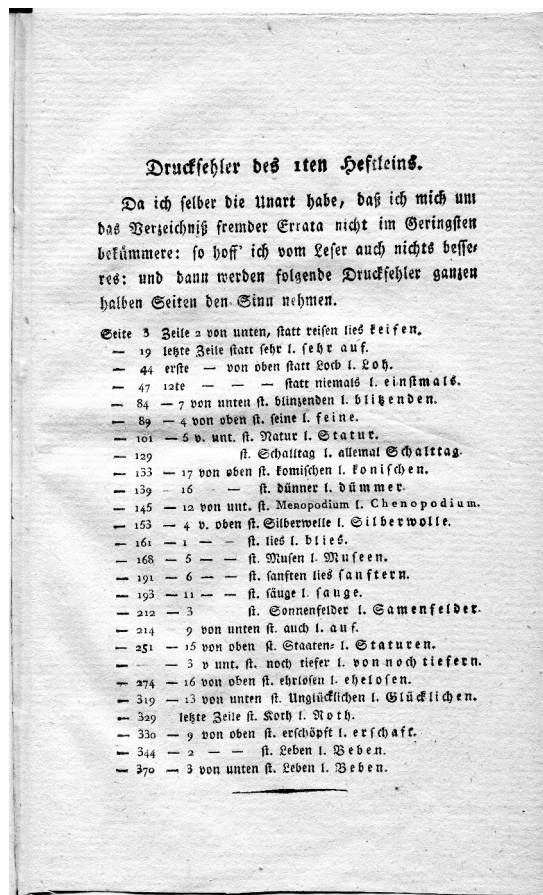 Druckfehler des 1ten Heftleins.
Da ich selber die Unart habe, daß ich mich um
das Verzeichniß fremder Errata nicht im Geringsten
bekümmere: so hoff' ich vom Leser auch nichts besse-
res: und dann werden folgende Druckfehler ganzen
halben Seiten den Sinn nehmen.
Seite 3 Zeile 2 von unten, statt reisen lies keifen.
— 19 letzte Zeile statt sehr l. sehr auf.
— 44 erste — von oben statt Loch l. Loh.
— 47 12te — — — statt niemals l. einstmals.
— 84 — 7 von unten st. blinzenden l. blitzenden.
— 89 — 4 von oben st. seine l. feine.
— 101 — 5 v. unt. st. Natur l. Statur.
— 129 st. Schalltag l. allemal Schalttag.
— 133 — 17 von oben st. komischen l. konischen.
— 139 — 16 — — st. dünner l. dümmer.
— 145 — 12 von unt. st. Menopodium l. Chenopodium.
— 153 — 4 v. oben st. Silberwelle l. Silberwolle.
— 161 — 1 — — st. lies l. blies.
— 168 — 5 — — st. Musen l. Museen.
— 191 — 6 — — st. sanften lies sanftern.
— 193 — 11 — — st. säuge l. sauge.
— 212 — 3 st. Sonnenfelder l. Samenfelder.
— 214 9 von unten st. auch l. auf.
— 251 — 15 von oben st. Staaten- l. Staturen.
— — — 3 v unt. st. noch tiefer l. von noch tiefern.
— 274 — 16 von oben st. ehrlosen l. ehelosen.
— 319 — 13 von unten st. Unglücklichen l. Glücklichen.
— 329 letzte Zeile st. Koth l. Roth.
— 330 — 9 von oben st. erschöpft l. erschaft.
— 344 — 2 — — st. Leben l. Beben.
— 370 — 3 von unten st. Leben l. Beben.